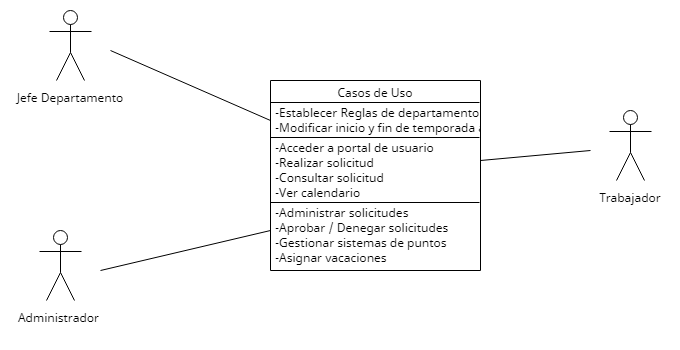 Jefe Departamento
Casos de Uso
-Establecer Reglas de departamento
-Modificar inicio y fin de temporada
-Acceder a portal de usuario
-Realizar solicitud
-Consultar solicitud
-Ver calendario
Trabajador
-Administrar solicitudes
-Aprobar / Denegar solicitudes
-Gestionar sistemas de puntos
-Asignar vacaciones
Administrador